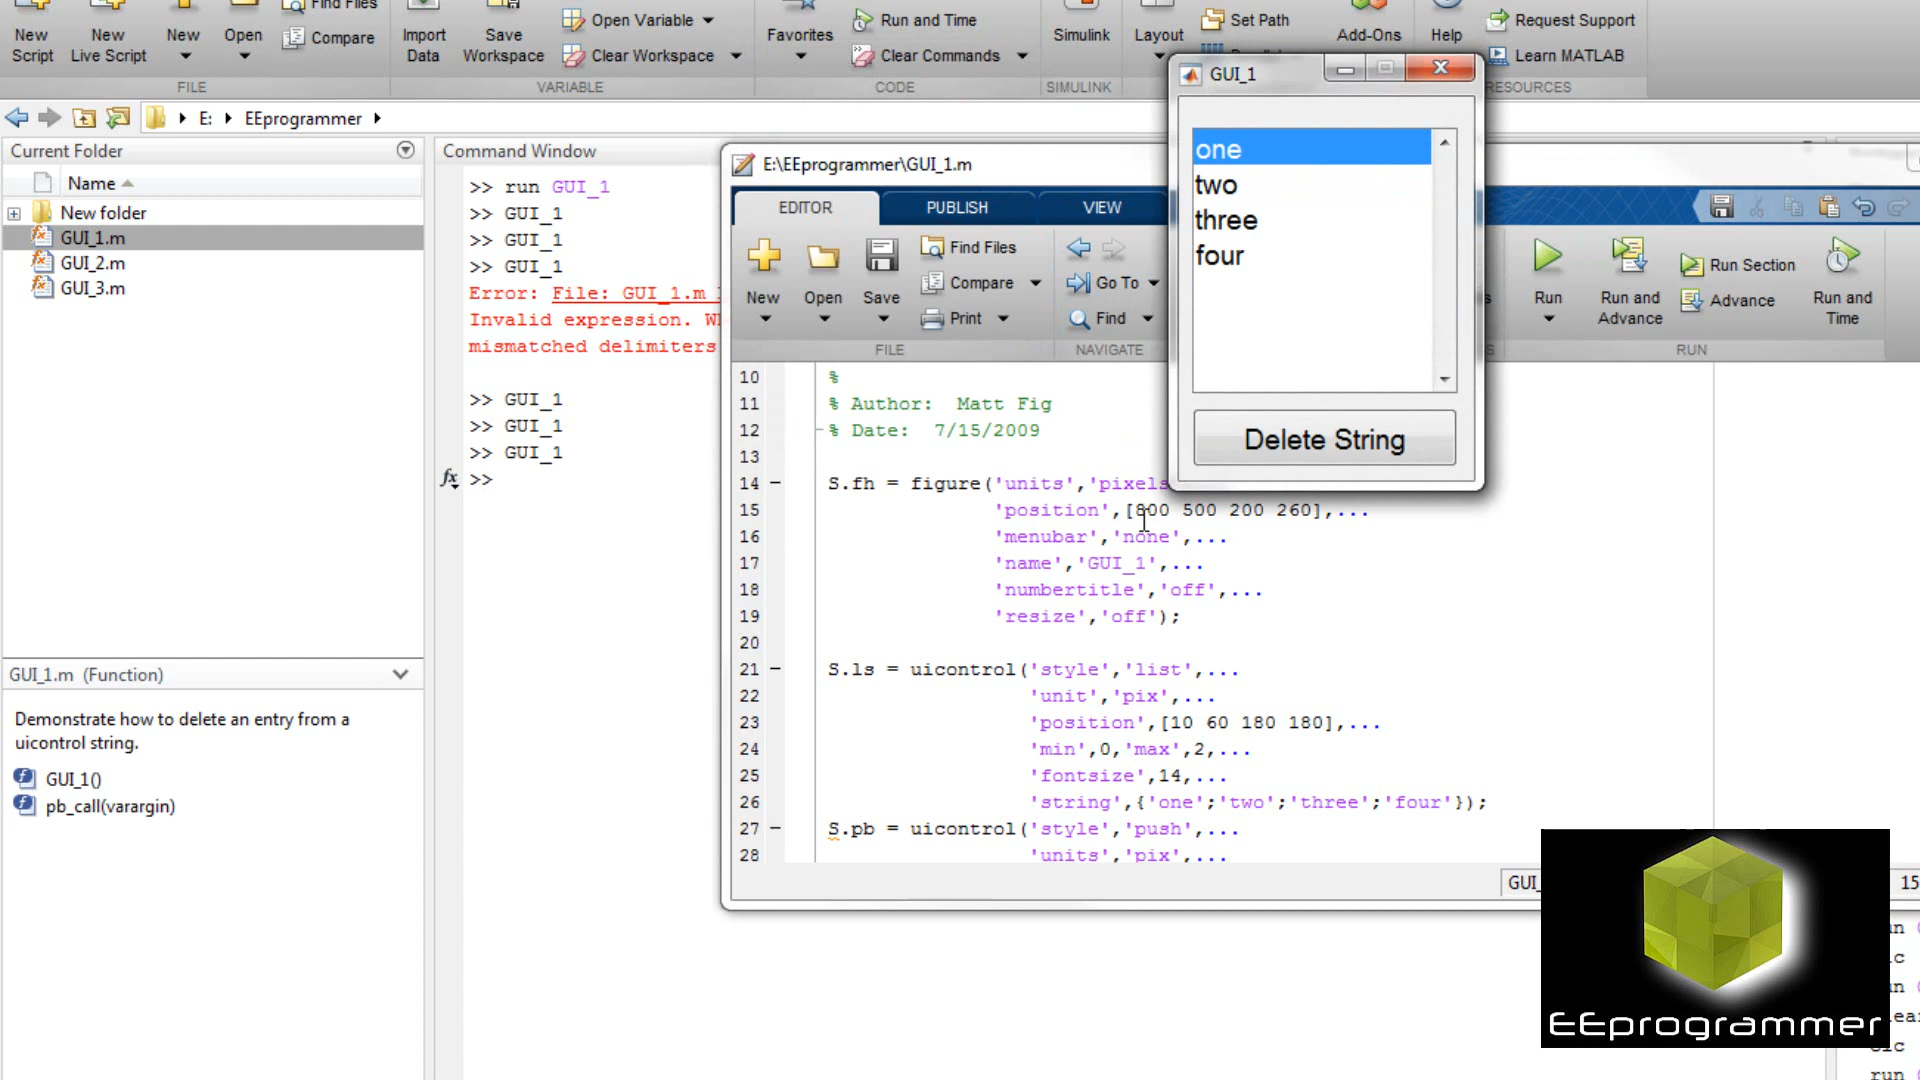 New Script
New Live Script
New
Open
Find Files
Compare
Import Data
Save Workspace
Open Variable
Clear Workspace
Favorites
Run and Time
Clear Commands
Simulink
Layout
Set Path
Add-Ons
Help
Request Support
Learn MATLAB
FILE
VARIABLE
CODE
SIMULINK
RESOURCES
E:
EEprogrammer
Current Folder
Name
New folder
GUI_1.m
GUI_2.m
GUI_3.m
GUI_1.m (Function)
Demonstrate how to delete an entry from a
uicontrol string.
GUI_1()
pb_call(varargin)
Command Window
>> run GUI_1
>> GUI_1
>> GUI_1
>> GUI_1
Error: File: GUI_1.m
Invalid expression.
mismatched delimiters
>> GUI_1
>> GUI_1
>> GUI_1
fx >>
E:\EEprogrammer\GUI_1.m
EDITOR
PUBLISH
VIEW
New
Open
Save
Find Files
Compare
Print
Go To
Find
FILE
NAVIGATE
Run
Run and Advance
Run Section
Advance
Run and Time
RUN
10 %
11 % Author: Matt Fig
12 % Date: 7/15/2009
13
14 S.fh = figure('units','pixels
15 'position',[800 500 200 260],...
16 'menubar','none',...
17 'name','GUI_1',...
18 'numbertitle','off',...
19 'resize','off');
20
21 S.ls = uicontrol('style','list',...
22 'unit','pix',...
23 'position',[10 60 180 180],...
24 'min',0,'max',2,...
25 'fontsize',14,...
26 'string',{'one';'two';'three';'four'});
27 S.pb = uicontrol('style','push',...
28 'units','pix',...
GUI_1
one
two
three
four
Delete String
EEprogrammer